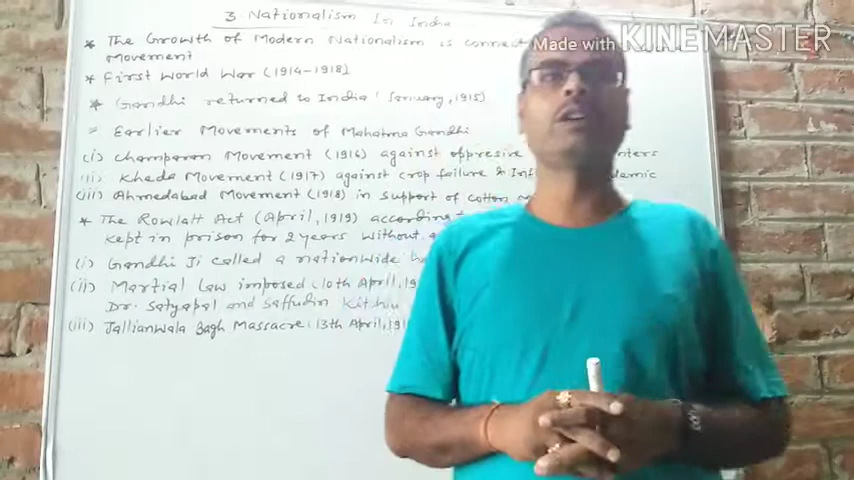 Made with KINEMASTER
3 Nationalism In India
* The Growth of Modern Nationalism is connect
Movement
* First World War (1914-1918)
* Gandhi returned to India January, 1915
= Earlier Movements of Mahatma Gandhi
(i) Champaran Movement (1916) against oppresive nters
(ii) Kheda Movement (1917) against crop failure & emic
(iii) Ahmedabad Movement (1918) in support of cotton
* The Rowlatt Act (April, 1919) according
kept in prison for 2 years without
(i) Gandhi Ji called a nationwide
(ii) Martial Law imposed 10th April, 19
Dr. Satyapal and Saffudin Kitchlu
(iii) Jallianwala Bagh Massacre: 13th April, 19